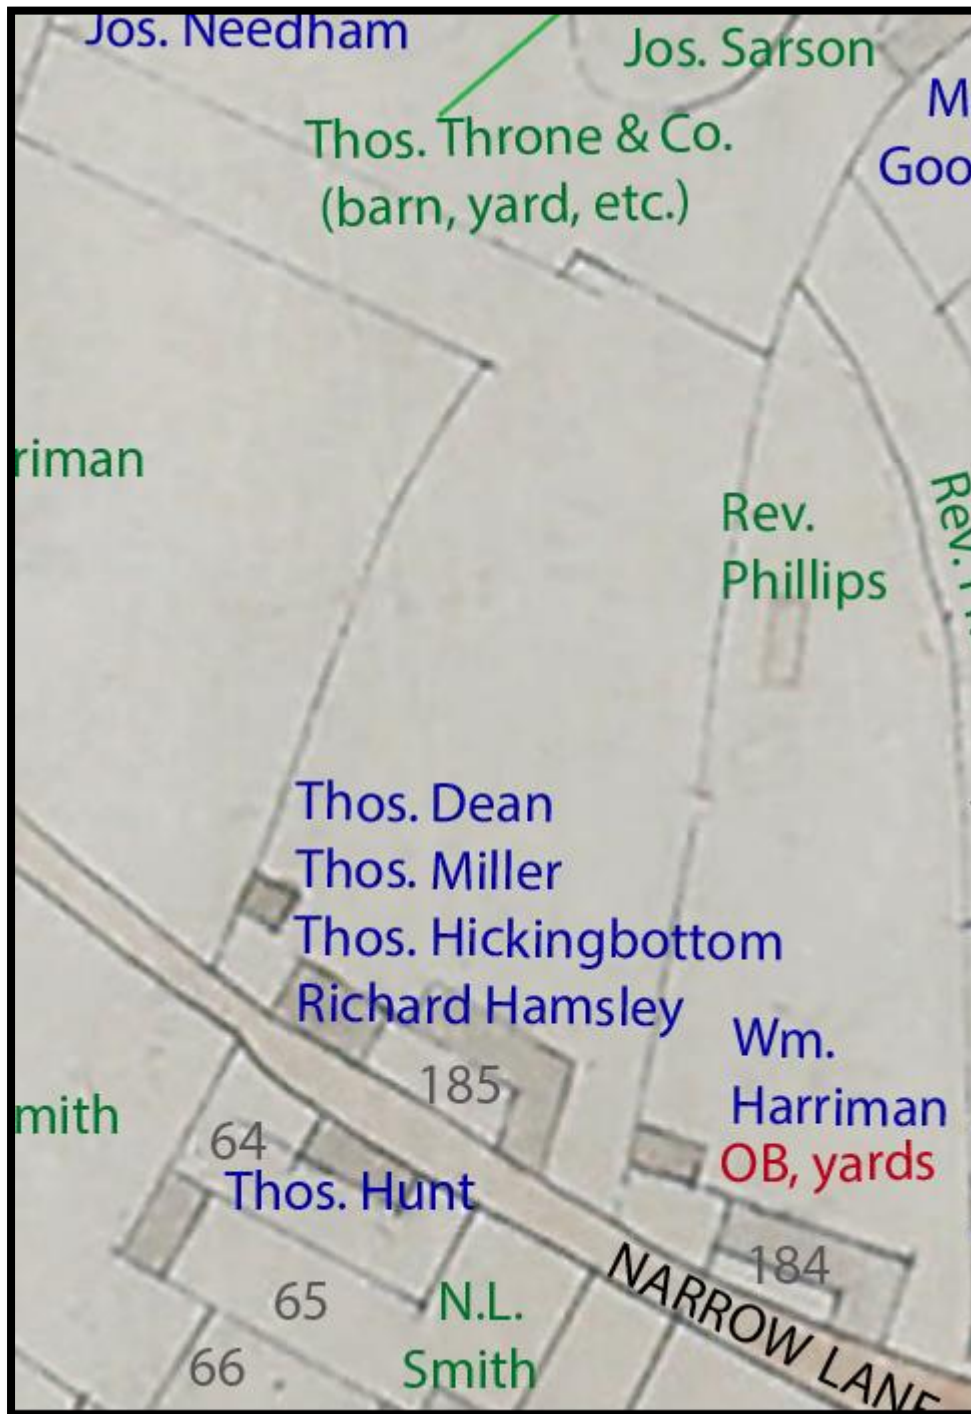 Jos. Needham
Jos. Sarson
Thos. Throne & Co.
(barn, yard, etc.)
M
Goo
riman
Rev.
Phillips
Rev.
Thos. Dean
Thos. Miller
Thos. Hickingbottom
Richard Hamsley
Wm.
Harriman
OB, yards
185
mith
64
Thos. Hunt
184
NARROW LANE
65
N.L.
Smith
66